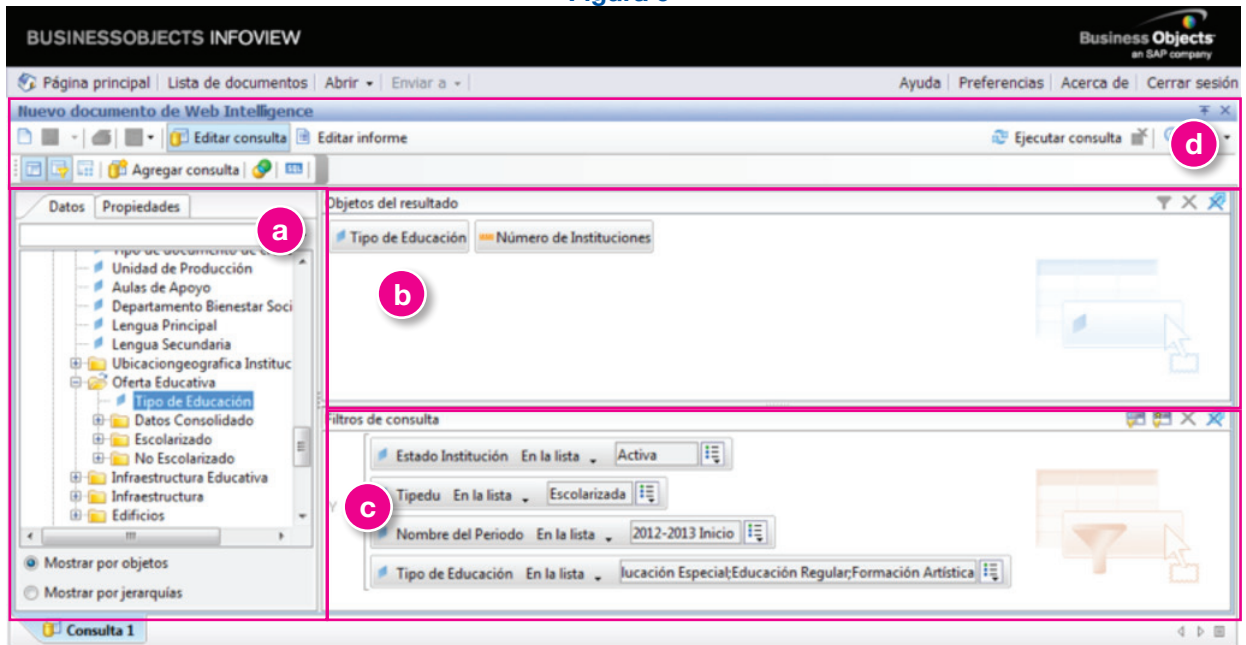 BUSINESSOBJECTS INFOVIEW
Business Objects
an SAP company
Página principal | Lista de documentos | Abrir | Enviar a
Ayuda | Preferencias | Acerca de | Cerrar sesión
Nuevo documento de Web Intelligence
Editar consulta Editar informe
Ejecutar consulta
d
Agregar consulta SQL
Datos Propiedades
a
Unidad de Producción
Aulas de Apoyo
Departamento Bienestar Soci
Lengua Principal
Lengua Secundaria
Ubicaciongeografica Instituc
Oferta Educativa
Tipo de Educación
Datos Consolidado
Escolarizado
No Escolarizado
Infraestructura Educativa
Infraestructura
Edificios
Mostrar por objetos
Mostrar por jerarquías
Objetos del resultado
Tipo de Educación Número de Instituciones
b
Filtros de consulta
Estado Institución En la lista Activa
Tipedu En la lista Escolarizada
Y
c
Nombre del Periodo En la lista 2012-2013 Inicio
Tipo de Educación En la lista lucación Especial;Educación Regular;Formación Artística
Consulta 1